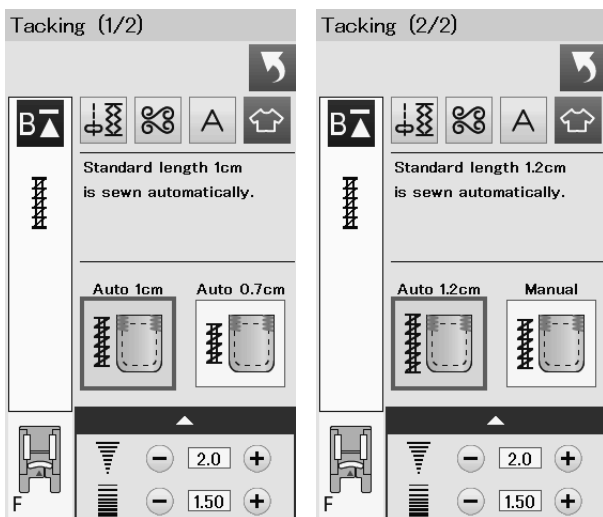 Tacking (1/2)
B
A
Standard length 1cm
is sewn automatically.
Auto 1cm Auto 0.7cm
2.0
1.50
F
Tacking (2/2)
B
A
Standard length 1.2cm
is sewn automatically.
Auto 1.2cm Manual
2.0
1.50
F